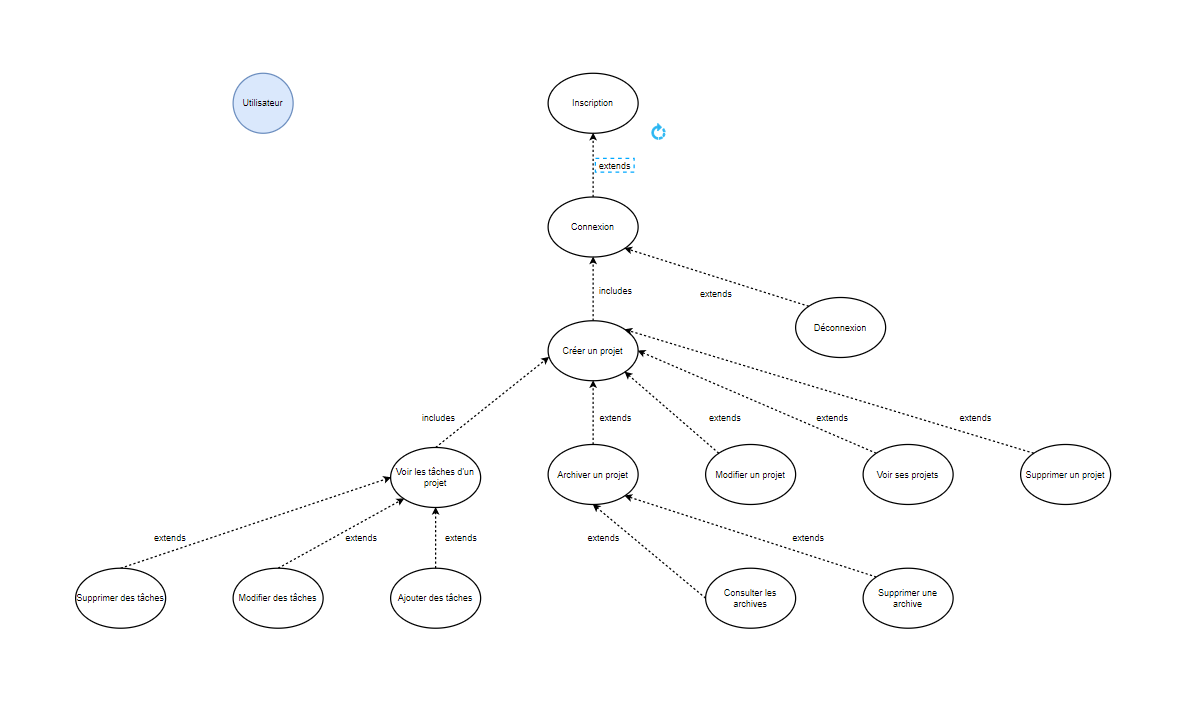 Utilisateur
Inscription
extends
Connexion
includes
extends
Déconnexion
Créer un projet
includes
extends
extends
extends
extends
Voir les tâches d'un
projet
Archiver un projet
Modifier un projet
Voir ses projets
Supprimer un projet
extends
extends
extends
extends
extends
Supprimer des tâches
Modifier des tâches
Ajouter des tâches
Consulter les
archives
Supprimer une
archive